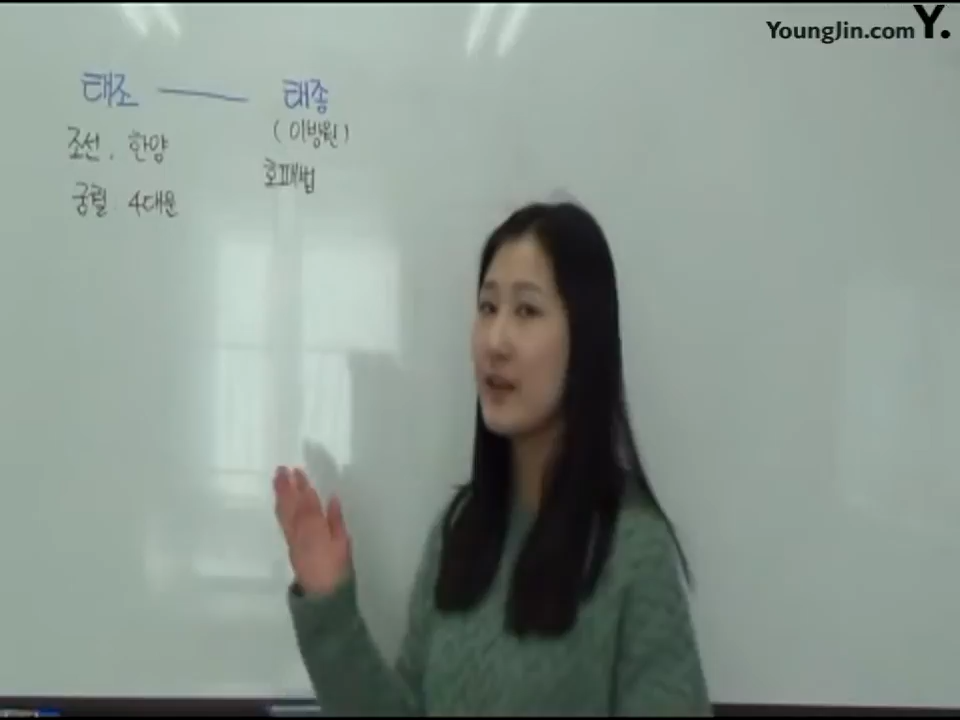 YoungJin.com Y.
태조 — 태종
조선, 한양 (이방원)
궁궐. 4대문 호패법